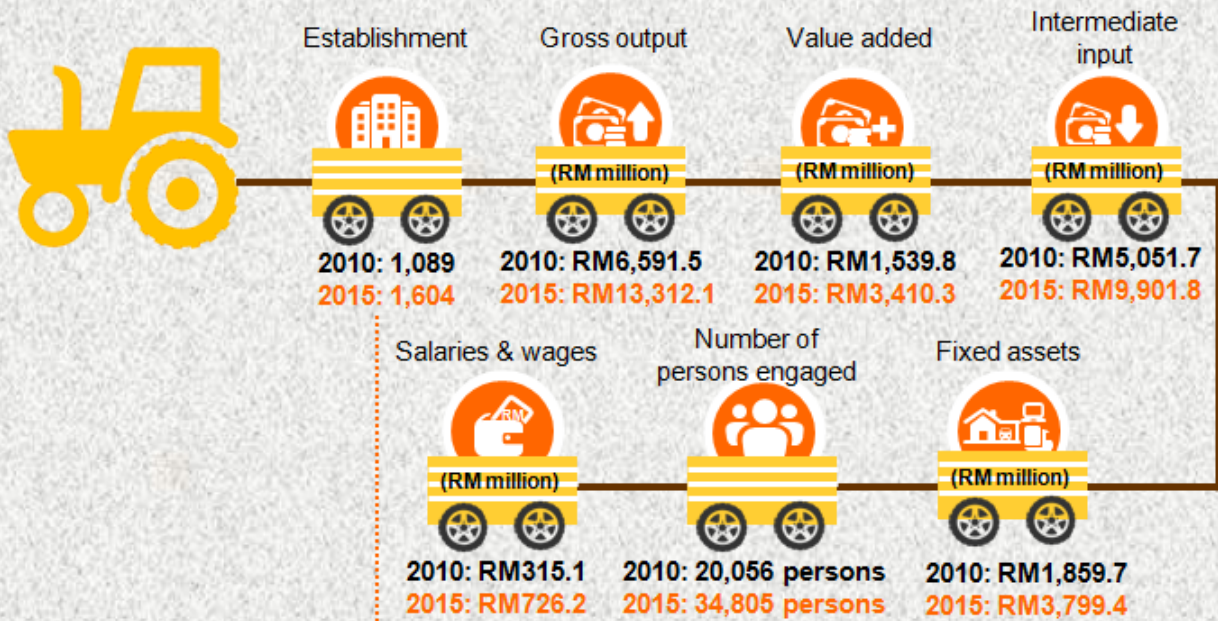 Establishment
2010: 1,089
2015: 1,604
Gross output
(RM million)
2010: RM6,591.5
2015: RM13,312.1
Value added
(RM million)
2010: RM1,539.8
2015: RM3,410.3
Intermediate
input
(RM million)
2010: RM5,051.7
2015: RM9,901.8
Salaries & wages
RM
(RM million)
2010: RM315.1
2015: RM726.2
Number of
persons engaged
2010: 20,056 persons
2015: 34,805 persons
Fixed assets
(RM million)
2010: RM1,859.7
2015: RM3,799.4